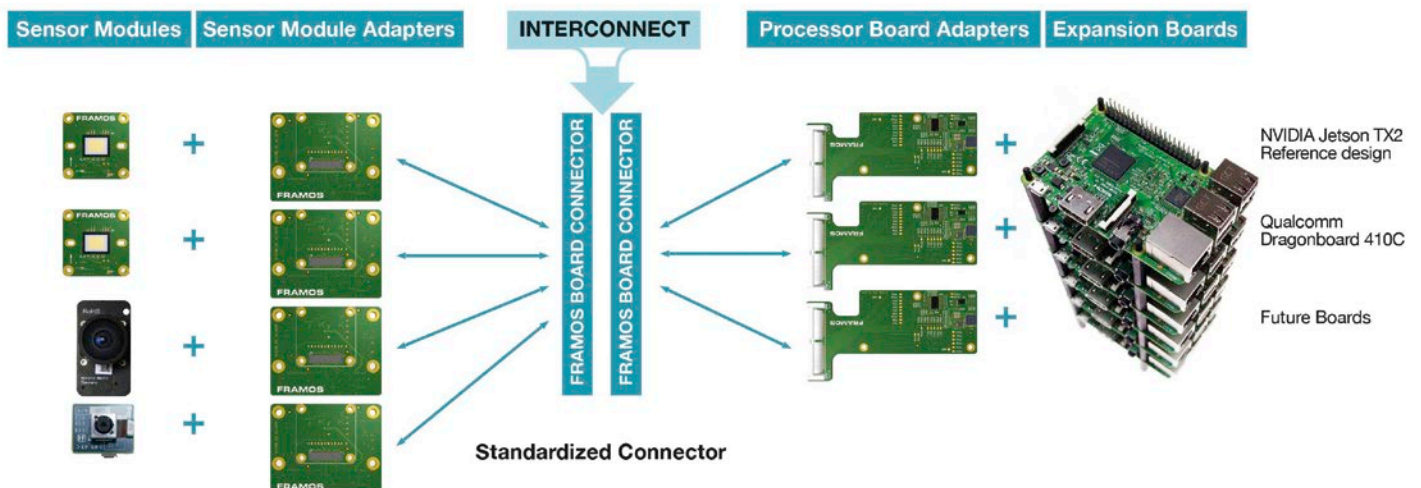 Sensor Modules
Sensor Module Adapters
INTERCONNECT
Processor Board Adapters
Expansion Boards
FRAMOS
FRAMOS
FRAMOS
FRAMOS
FRAMOS
FRAMOS
FRAMOS BOARD CONNECTOR
FRAMOS BOARD CONNECTOR
FRAMOS
FRAMOS
FRAMOS
NVIDIA Jetson TX2
Reference design
Qualcomm
Dragonboard 410C
Future Boards
Standardized Connector